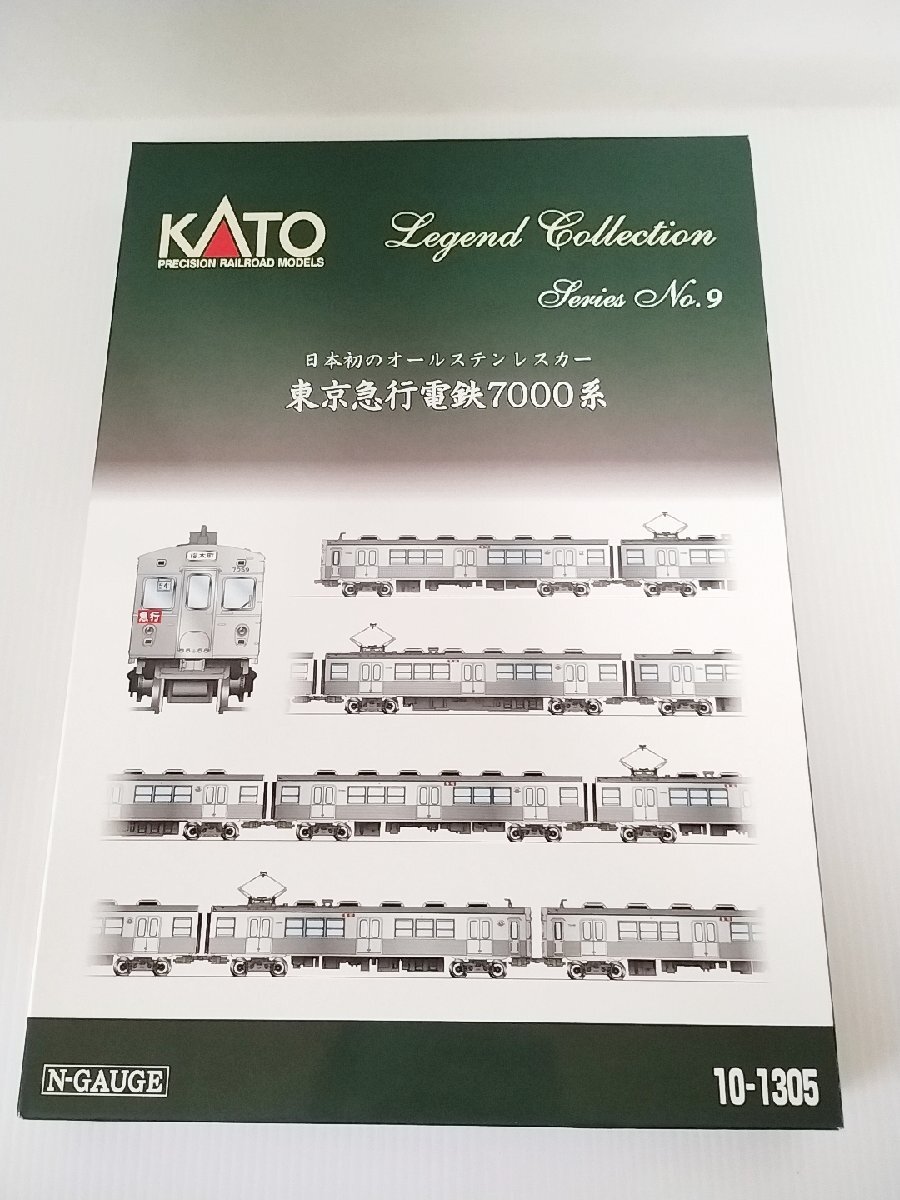 KATO
PRECISION RAILROAD MODELS
Legend Collection
Series No.9
日本初のオールステンレスカー
東京急行電鉄7000系
急行
N-GAUGE
10-1305